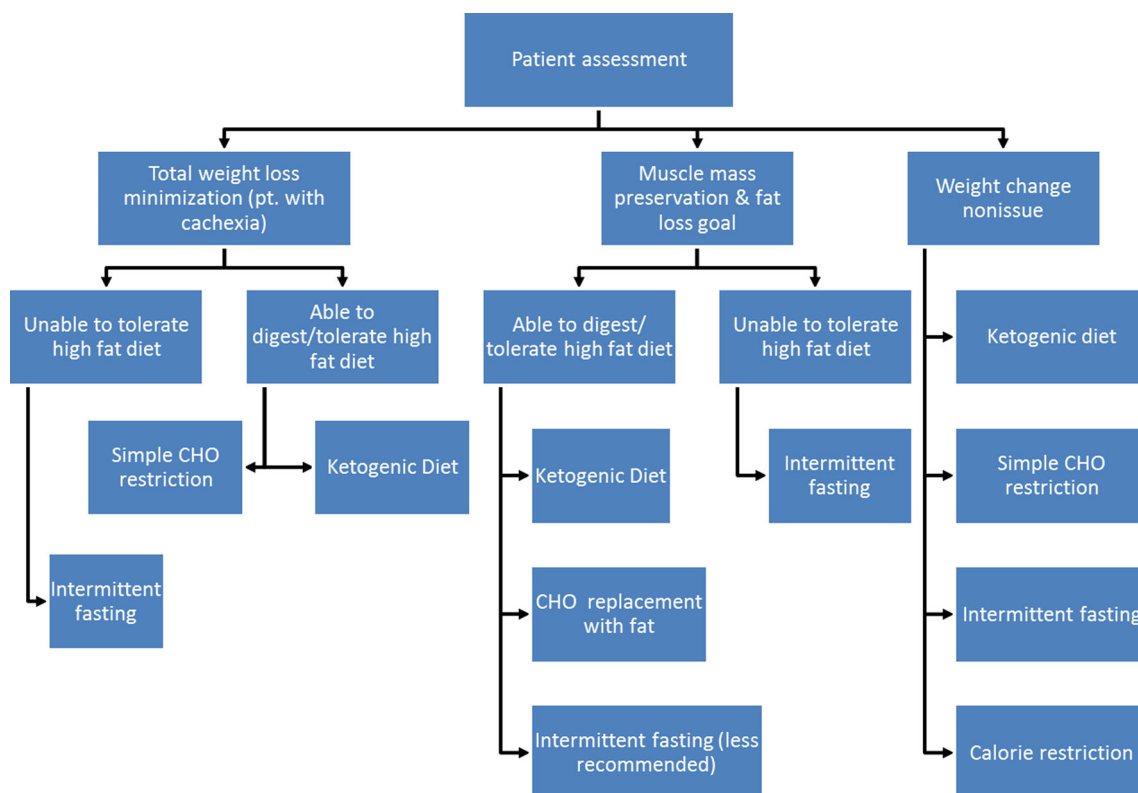 Patient assessment
Total weight loss
minimization (pt. with
cachexia)
Muscle mass
preservation & fat
loss goal
Weight change
nonissue
Unable to tolerate
high fat diet
Able to
digest/tolerate high
fat diet
Able to digest/
tolerate high fat diet
Unable to tolerate
high fat diet
Ketogenic diet
Simple CHO
restriction
Ketogenic Diet
Ketogenic Diet
Intermittent
fasting
Simple CHO
restriction
Intermittent
fasting
CHO replacement
with fat
Intermittent fasting
Intermittent fasting (less
recommended)
Calorie restriction